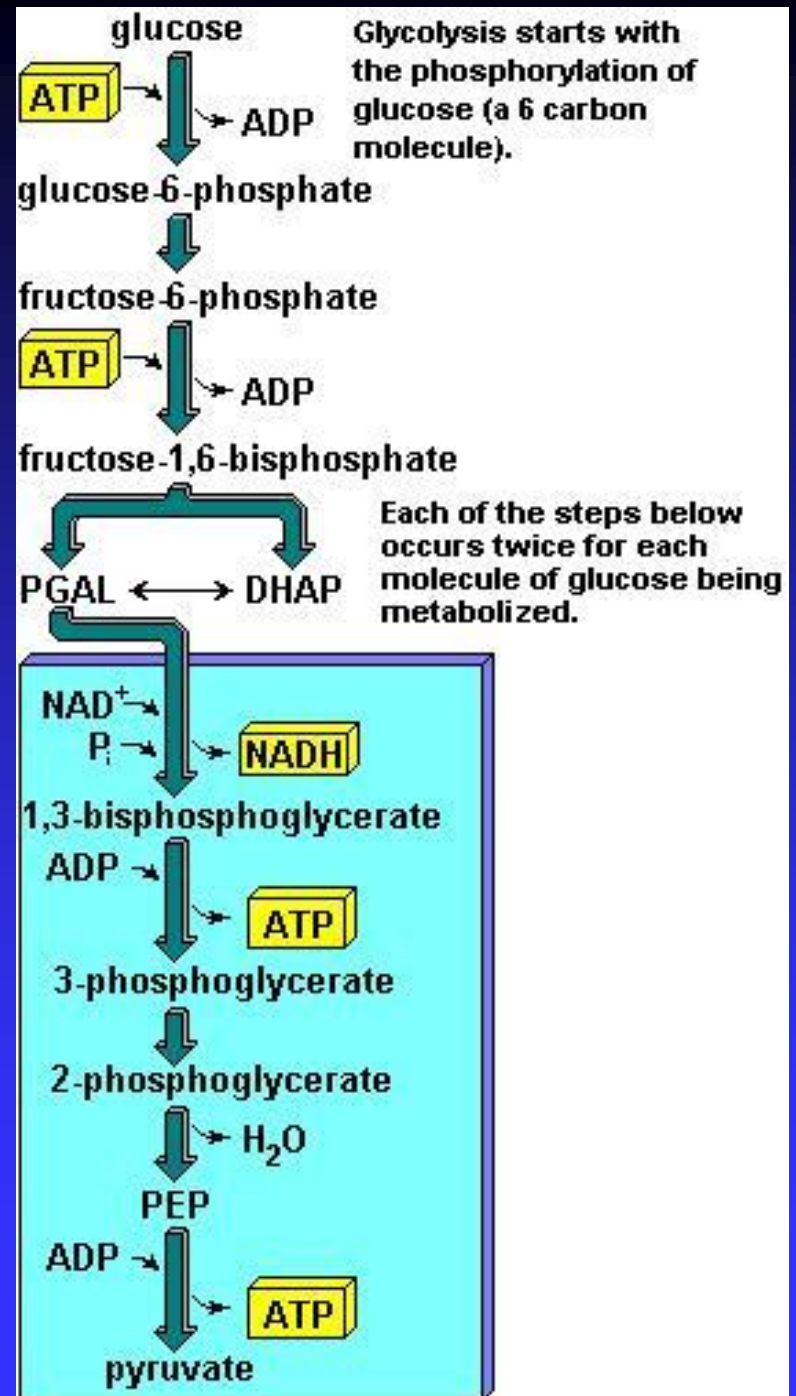 glucose
Glycolysis starts with
the phosphorylation of
glucose (a 6 carbon
molecule).
ATP
ADP
glucose-6-phosphate
fructose-6-phosphate
ATP
ADP
fructose-1,6-bisphosphate
Each of the steps below
occurs twice for each
molecule of glucose being
metabolized.
PGAL
DHAP
NAD⁺
Pᵢ
NADH
1,3-bisphosphoglycerate
ADP
ATP
3-phosphoglycerate
2-phosphoglycerate
H₂O
PEP
ADP
ATP
pyruvate